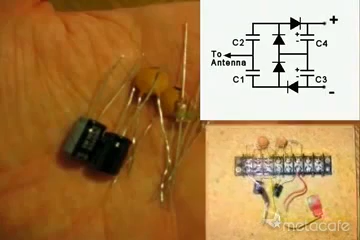 C2
C4
To
Antenna
C1
C3
+
-
+
-
+
-
metacafe